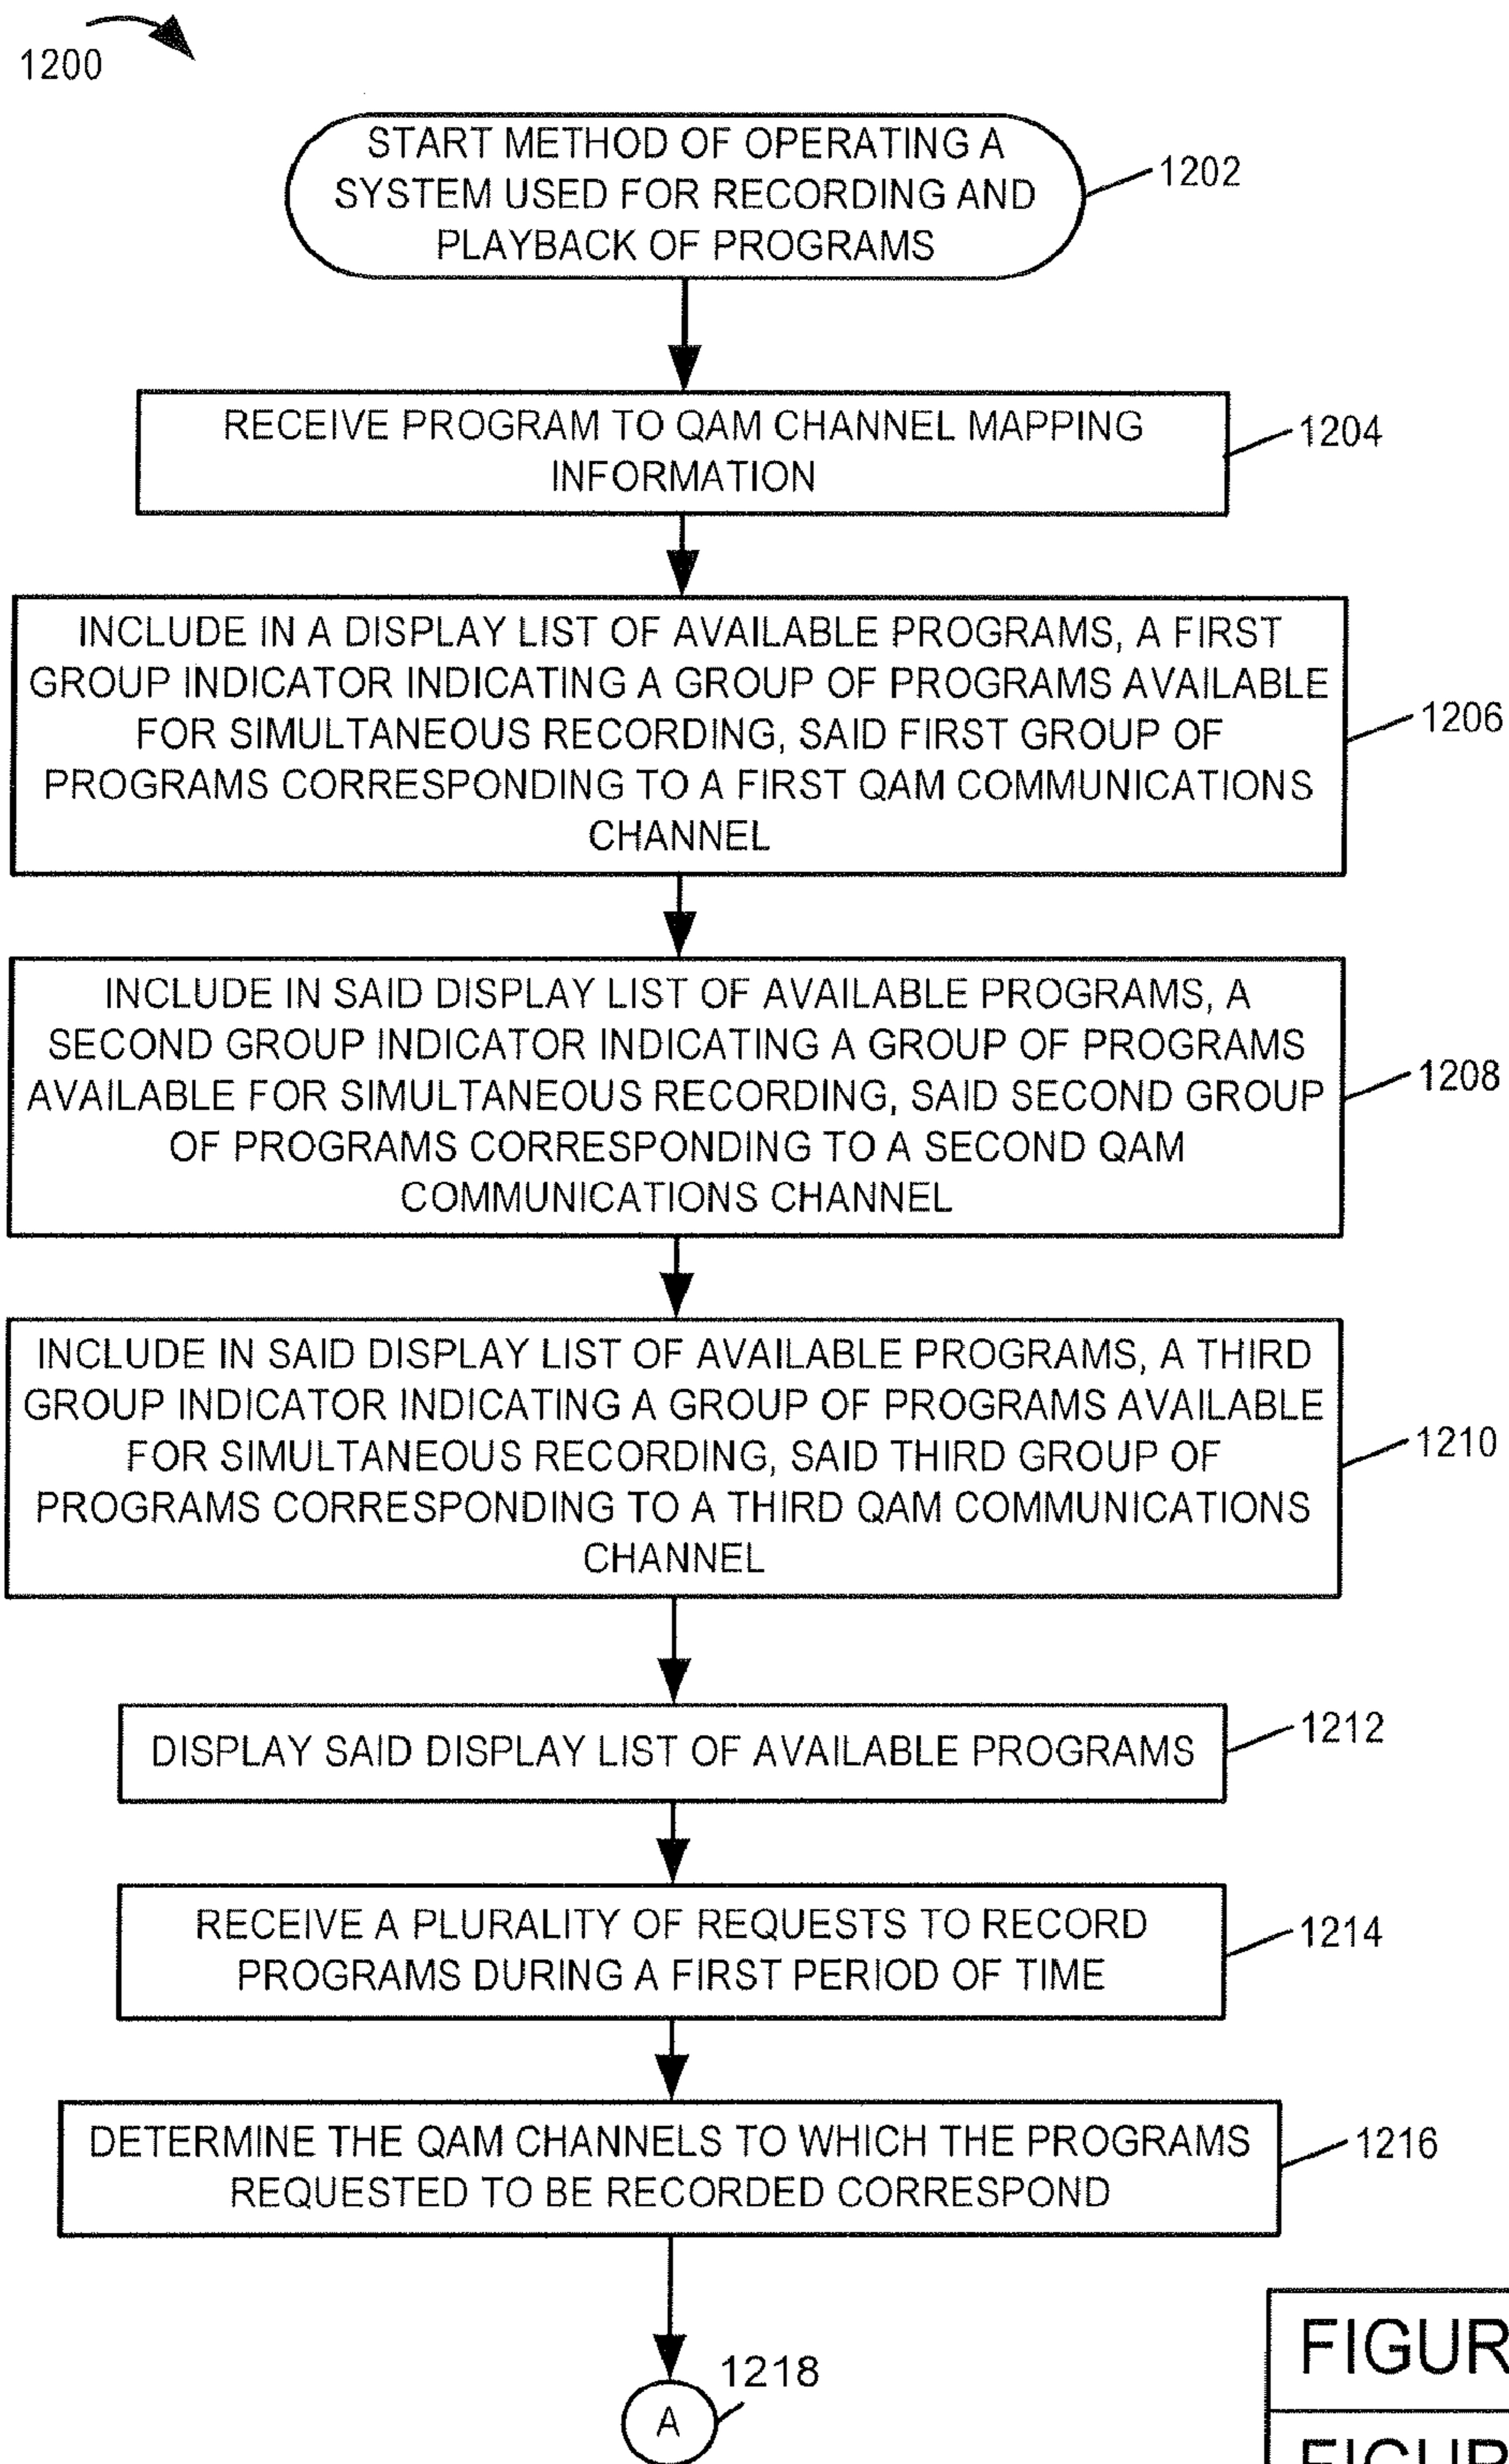 1200
START METHOD OF OPERATING A
SYSTEM USED FOR RECORDING AND
PLAYBACK OF PROGRAMS
1202
RECEIVE PROGRAM TO QAM CHANNEL MAPPING
INFORMATION
1204
INCLUDE IN A DISPLAY LIST OF AVAILABLE PROGRAMS, A FIRST
GROUP INDICATOR INDICATING A GROUP OF PROGRAMS AVAILABLE
FOR SIMULTANEOUS RECORDING, SAID FIRST GROUP OF
PROGRAMS CORRESPONDING TO A FIRST QAM COMMUNICATIONS
CHANNEL
1206
INCLUDE IN SAID DISPLAY LIST OF AVAILABLE PROGRAMS, A
SECOND GROUP INDICATOR INDICATING A GROUP OF PROGRAMS
AVAILABLE FOR SIMULTANEOUS RECORDING, SAID SECOND GROUP
OF PROGRAMS CORRESPONDING TO A SECOND QAM
COMMUNICATIONS CHANNEL
1208
INCLUDE IN SAID DISPLAY LIST OF AVAILABLE PROGRAMS, A THIRD
GROUP INDICATOR INDICATING A GROUP OF PROGRAMS AVAILABLE
FOR SIMULTANEOUS RECORDING, SAID THIRD GROUP OF
PROGRAMS CORRESPONDING TO A THIRD QAM COMMUNICATIONS
CHANNEL
1210
DISPLAY SAID DISPLAY LIST OF AVAILABLE PROGRAMS
1212
RECEIVE A PLURALITY OF REQUESTS TO RECORD
PROGRAMS DURING A FIRST PERIOD OF TIME
1214
DETERMINE THE QAM CHANNELS TO WHICH THE PROGRAMS
REQUESTED TO BE RECORDED CORRESPOND
1216
A
1218
FIGUR
FIGUR